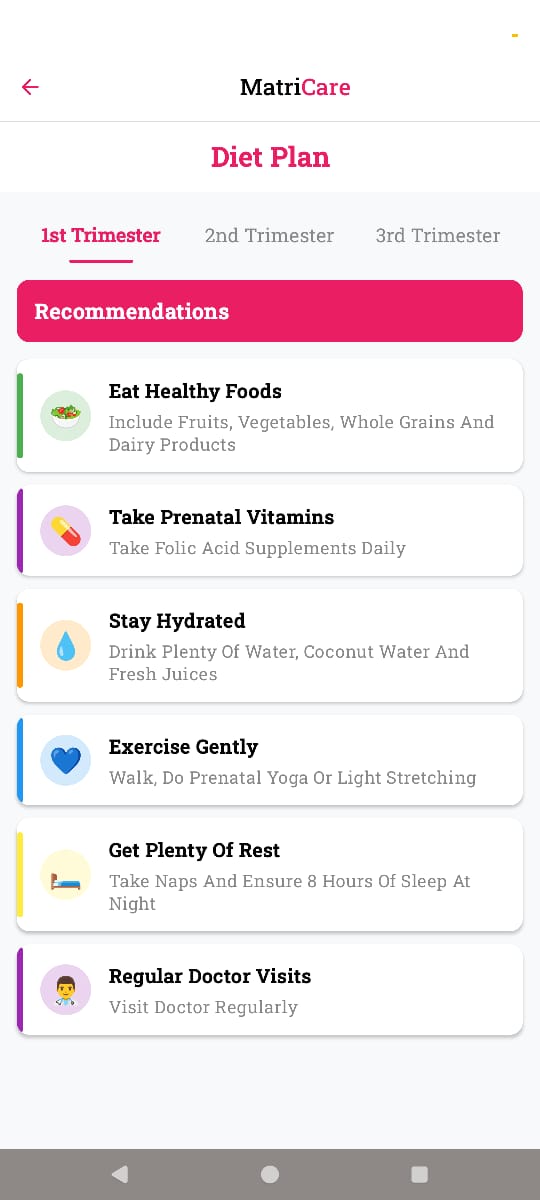 MatriCare
Diet Plan
1st Trimester 2nd Trimester 3rd Trimester
Recommendations
Eat Healthy Foods
Include Fruits, Vegetables, Whole Grains And
Dairy Products
Take Prenatal Vitamins
Take Folic Acid Supplements Daily
Stay Hydrated
Drink Plenty Of Water, Coconut Water And
Fresh Juices
Exercise Gently
Walk, Do Prenatal Yoga Or Light Stretching
Get Plenty Of Rest
Take Naps And Ensure 8 Hours Of Sleep At
Night
Regular Doctor Visits
Visit Doctor Regularly